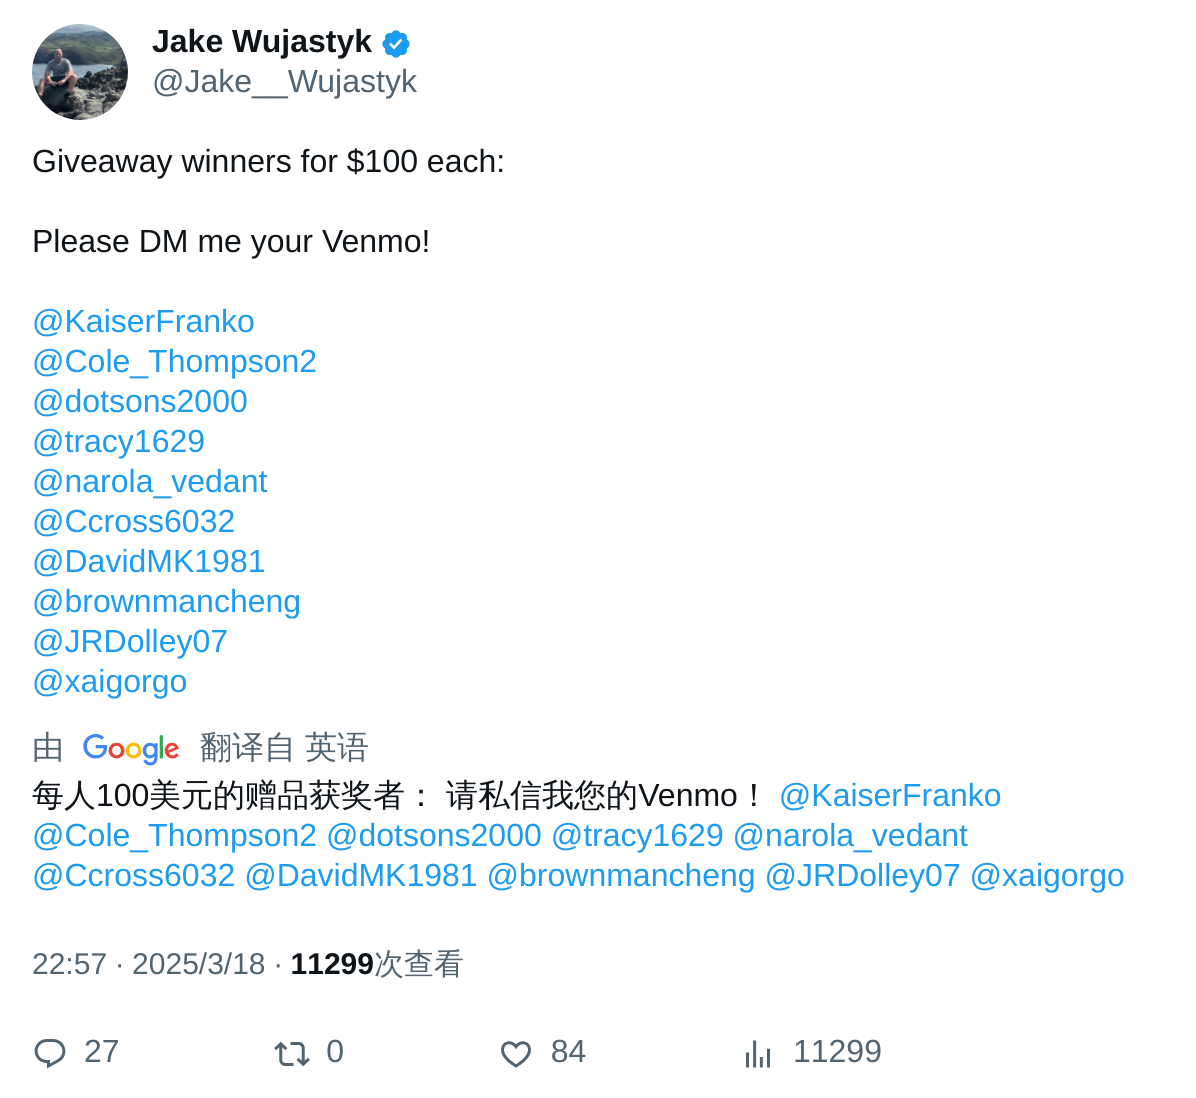 Jake Wujastyk
@Jake__Wujastyk
Giveaway winners for $100 each:
Please DM me your Venmo!
@KaiserFranko
@Cole_Thompson2
@dotsons2000
@tracy1629
@narola_vedant
@Ccross6032
@DavidMK1981
@brownmancheng
@JRDolley07
@xaigorgo
由 Google 翻译自 英语
每人100美元的赠品获奖者： 请私信我您的Venmo！ @KaiserFranko
@Cole_Thompson2 @dotsons2000 @tracy1629 @narola_vedant
@Ccross6032 @DavidMK1981 @brownmancheng @JRDolley07 @xaigorgo
22:57 · 2025/3/18 · 11299次查看
27 0 84 11299